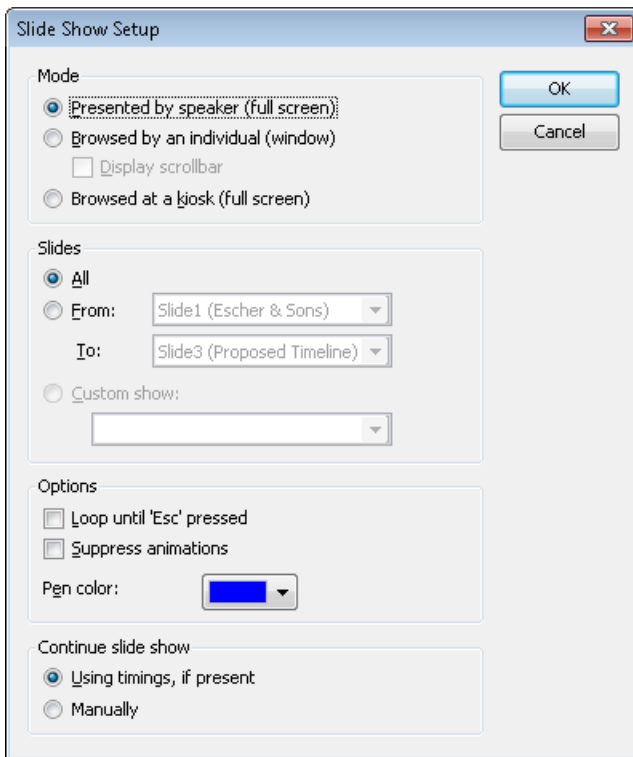 Slide Show Setup
Mode
Presented by speaker (full screen)
Browsed by an individual (window)
Display scrollbar
Browsed at a kiosk (full screen)
OK
Cancel
Slides
All
From: Slide1 (Escher & Sons)
To: Slide3 (Proposed Timeline)
Custom show:
Options
Loop until 'Esc' pressed
Suppress animations
Pen color:
Continue slide show
Using timings, if present
Manually